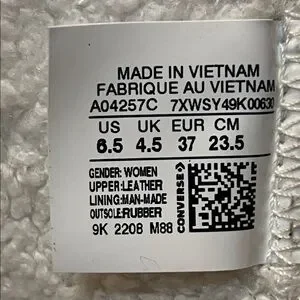 MADE IN VIETNAM
FABRIQUE AU VIETNAM
A04257C 7XWSY49K00630
US UK EUR CM
6.5 4.5 37 23.5
GENDER: WOMEN
UPPER:LEATHER
LINING:MAN-MADE
OUTSOLE:RUBBER
9K 2208 M88
CONVERSE